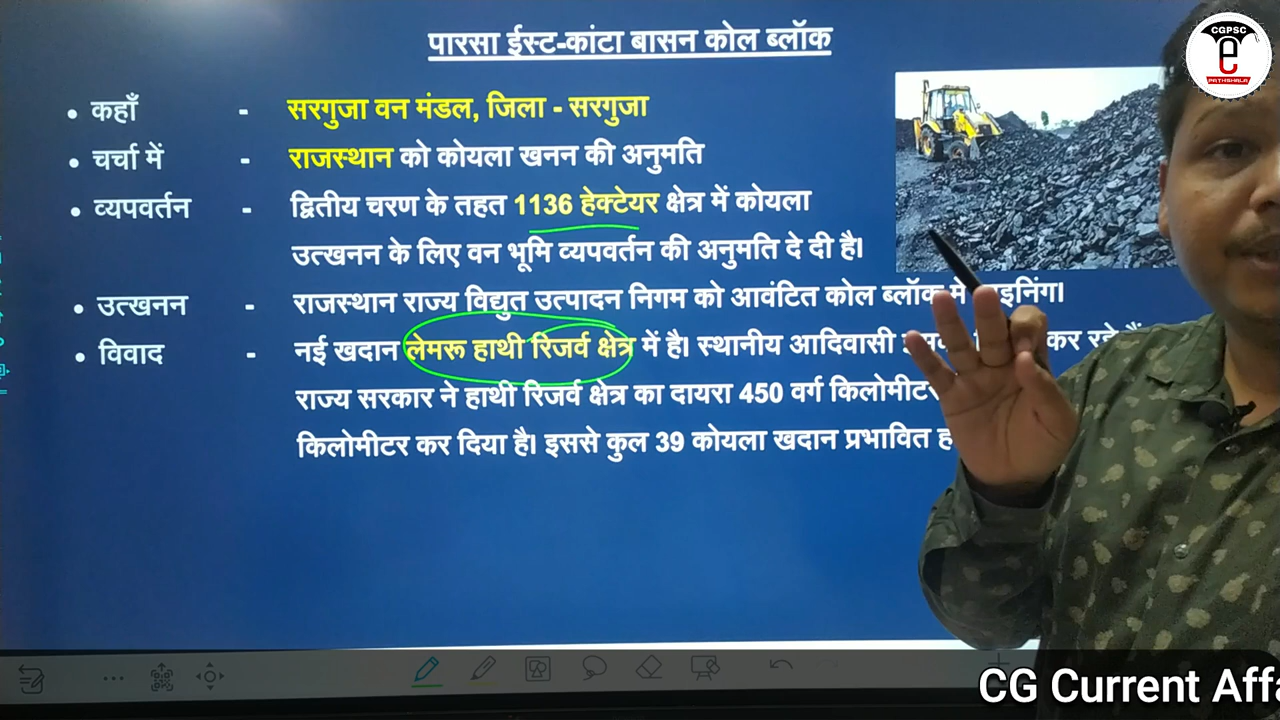 CGPSC
e
PATHSHALA
पारसा ईस्ट-कांटा बासन कोल ब्लॉक
• कहाँ - सरगुजा वन मंडल, जिला - सरगुजा
• चर्चा में - राजस्थान को कोयला खनन की अनुमति
• व्यपवर्तन - द्वितीय चरण के तहत 1136 हेक्टेयर क्षेत्र में कोयला
उत्खनन के लिए वन भूमि व्यपवर्तन की अनुमति दे दी है।
• उत्खनन - राजस्थान राज्य विद्युत उत्पादन निगम को आवंटित कोल ब्लॉक में
• विवाद - नई खदान लेमरू हाथी रिजर्व क्षेत्र में है। स्थानीय आदिवासी कर रहे
राज्य सरकार ने हाथी रिजर्व क्षेत्र का दायरा 450 वर्ग किलोमीटर
किलोमीटर कर दिया है। इससे कुल 39 कोयला खदान प्रभावित
CG Current Affa